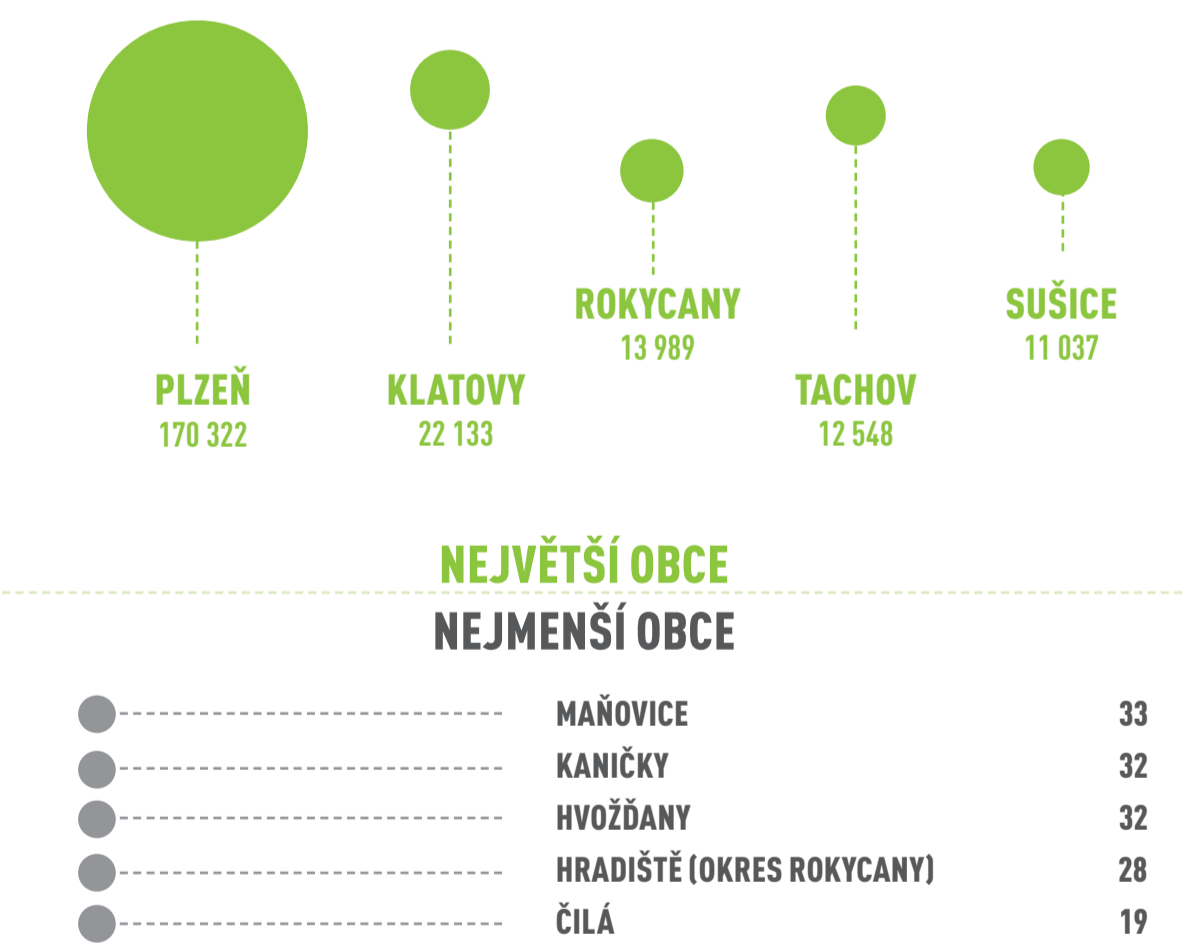 ROKYCANY
13 989
SUŠICE
11 037
PLZEŇ
170 322
KLATOVY
22 133
TACHOV
12 548
NEJVĚTŠÍ OBCE
NEJMENŠÍ OBCE
MAŇOVICE 33
KANIČKY 32
HVOŽĎANY 32
HRADIŠTĚ (OKRES ROKYCANY) 28
ČILÁ 19